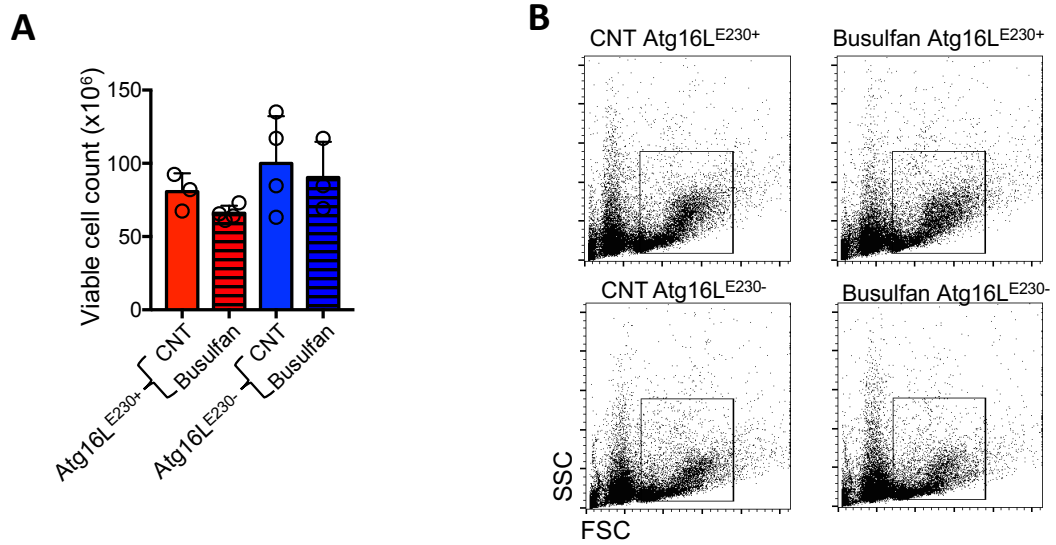 A
Viable cell count (x10⁶)
150
100
50
0
CNT
Busulfan
CNT
Busulfan
Atg16L^E230+
Atg16L^E230-
B
CNT Atg16L^E230+
Busulfan Atg16L^E230+
CNT Atg16L^E230-
Busulfan Atg16L^E230-
SSC
FSC